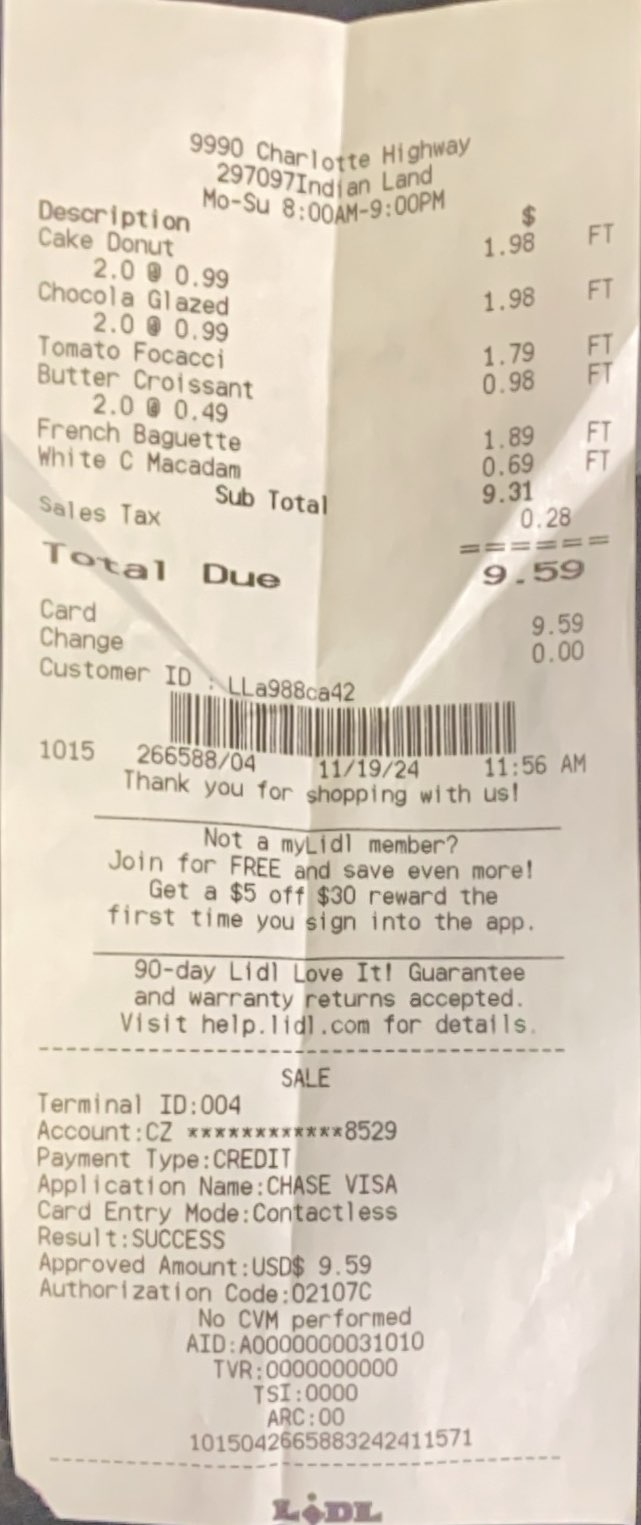 9990 Charlotte Highway
297097Indian Land
Mo-Su 8:00AM-9:00PM
Description $
Cake Donut 1.98 FT
2.0 @ 0.99
Chocola Glazed 1.98 FT
2.0 @ 0.99
Tomato Focacci 1.79 FT
Butter Croissant 0.98 FT
2.0 @ 0.49
French Baguette 1.89 FT
White C Macadam 0.69 FT
Sub Total 9.31
Sales Tax 0.28
======
Total Due 9.59
Card 9.59
Change 0.00
Customer ID : LLa988ca42
1015 266588/04 11/19/24 11:56 AM
Thank you for shopping with us!
Not a myLidl member?
Join for FREE and save even more!
Get a $5 off $30 reward the
first time you sign into the app.
90-day Lidl Love It! Guarantee
and warranty returns accepted.
Visit help.lidl.com for details.
SALE
Terminal ID:004
Account:CZ ************8529
Payment Type:CREDIT
Application Name:CHASE VISA
Card Entry Mode:Contactless
Result:SUCCESS
Approved Amount:USD$ 9.59
Authorization Code:02107C
No CVM performed
AID:A0000000031010
TVR:0000000000
TSI:0000
ARC:00
1015042665883242411571
LIDL